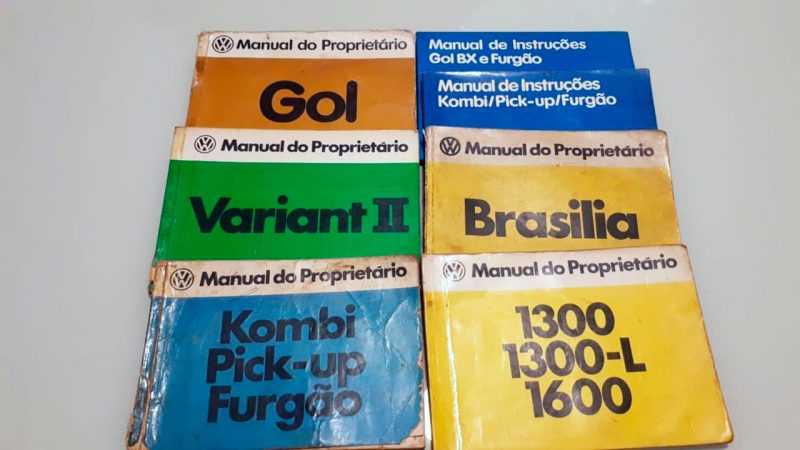 Manual do Proprietário
Gol
Manual de Instruções
Gol BX e Furgão
Manual de Instruções
Kombi/Pick-up/Furgão
Manual do Proprietário
Variant II
Manual do Proprietário
Brasilia
Manual do Proprietário
Kombi
Pick-up
Furgão
Manual do Proprietário
1300
1300-L
1600